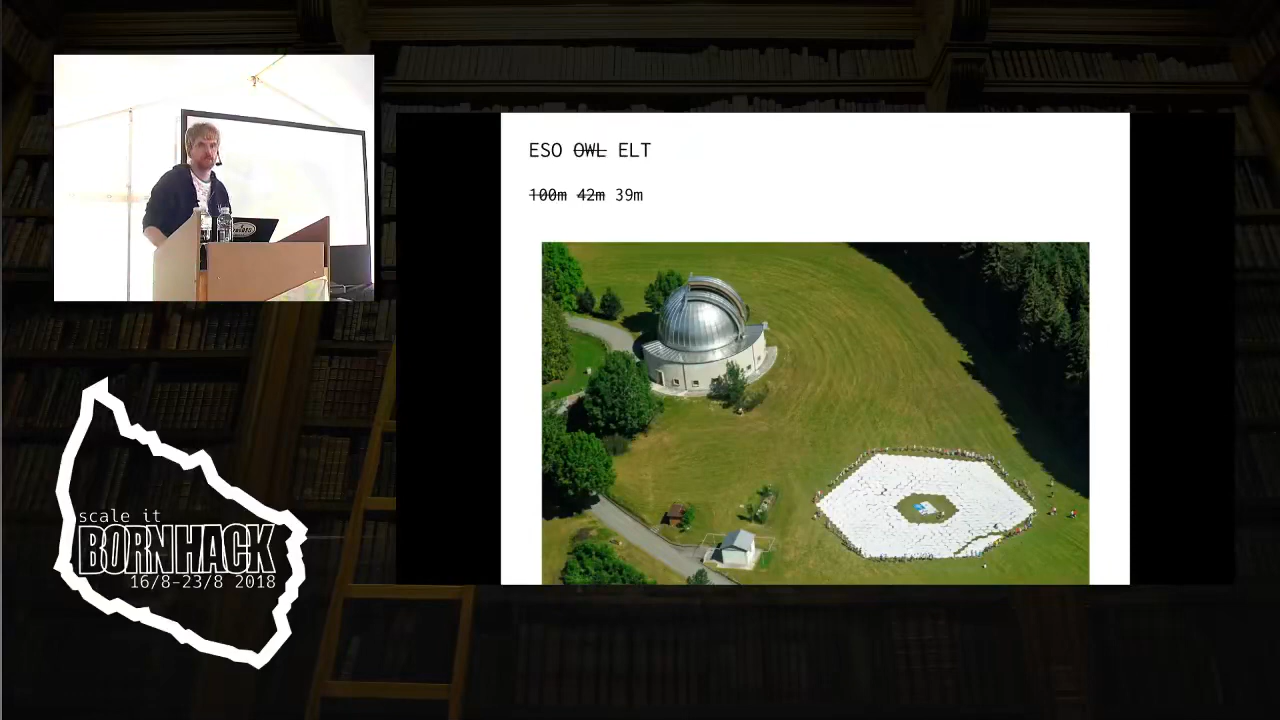 ESO OWL ELT
100m 42m 39m
scale it
BORNHACK
16/8-23/8 2018